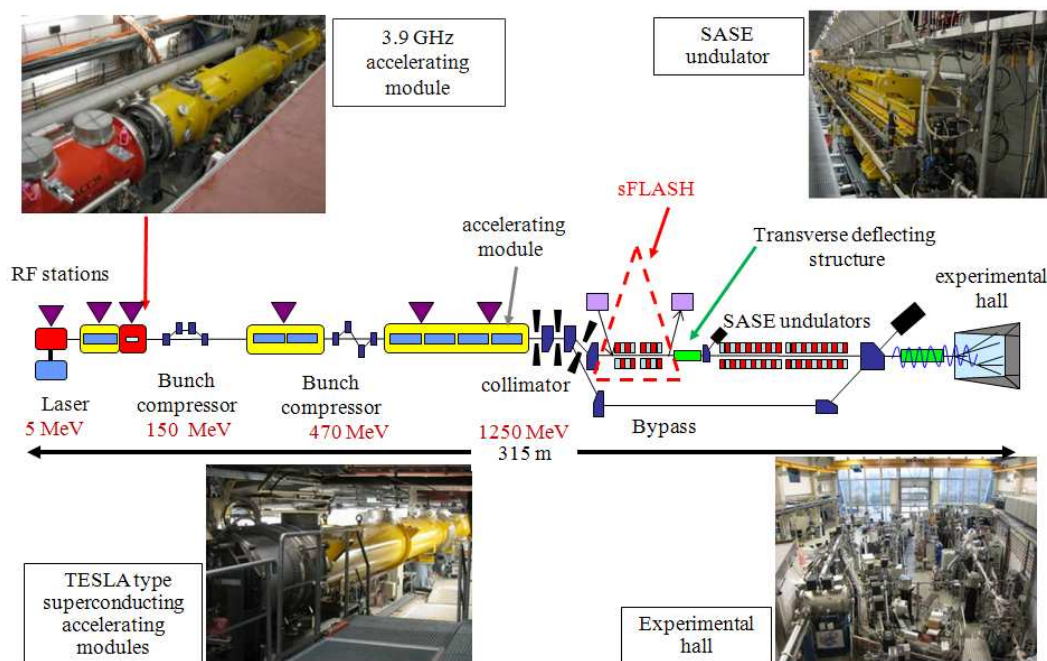 3.9 GHz
accelerating
module
SASE
undulator
sFLASH
accelerating
module
Transverse deflecting
structure
RF stations
experimental
hall
SASE undulators
Laser
Bunch
compressor
Bunch
compressor
collimator
Bypass
5 MeV
150 MeV
470 MeV
1250 MeV
315 m
TESLA type
superconducting
accelerating
modules
Experimental
hall